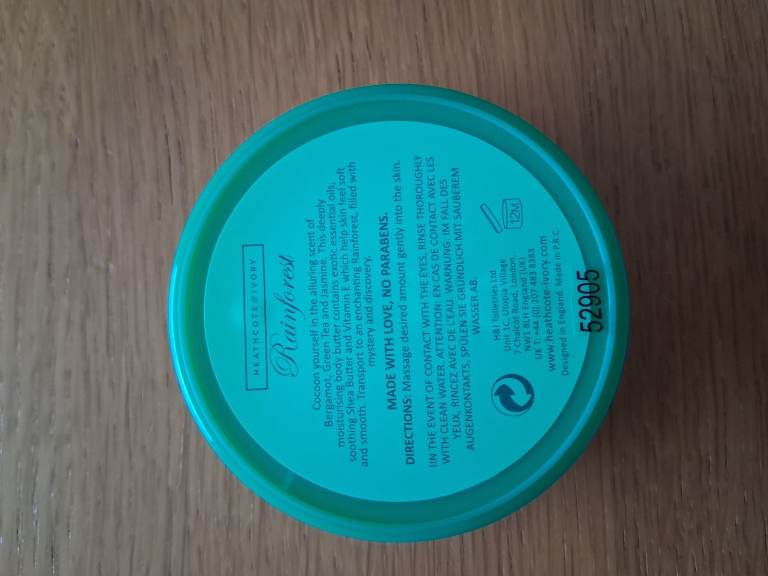 HEATHCOTE & IVORY
Rainforest
Cocoon yourself in the alluring scent of
Bergamot, Green Tea and Jasmine. This deeply
moisturising body butter contains exotic essential oils,
soothing Shea Butter and Vitamin E which help skin feel soft
and smooth. Transport to an enchanting Rainforest, filled with
mystery and discovery.
MADE WITH LOVE, NO PARABENS.
DIRECTIONS: Massage desired amount gently into the skin.
IIN THE EVENT OF CONTACT WITH THE EYES, RINSE THOROUGHLY
WITH CLEAN WATER. ATTENTION: EN CAS DE CONTACT AVEC LES
YEUX, RINCEZ AVEC DE L'EAU. WARNUNG: IM FALL DES
AUGENKONTAKTS, SPÜLEN SIE GRÜNDLICH MIT SAUBEREM
WASSER AB.
12M
H&I Toiletries Ltd
Unit 1C, Utopia Village
7 Chalcot Road, London,
NW1 8LH England (UK)
UK T: +44 (0) 207 483 8383
www.heathcote-ivory.com
Designed in England. Made in P.R.C
52905